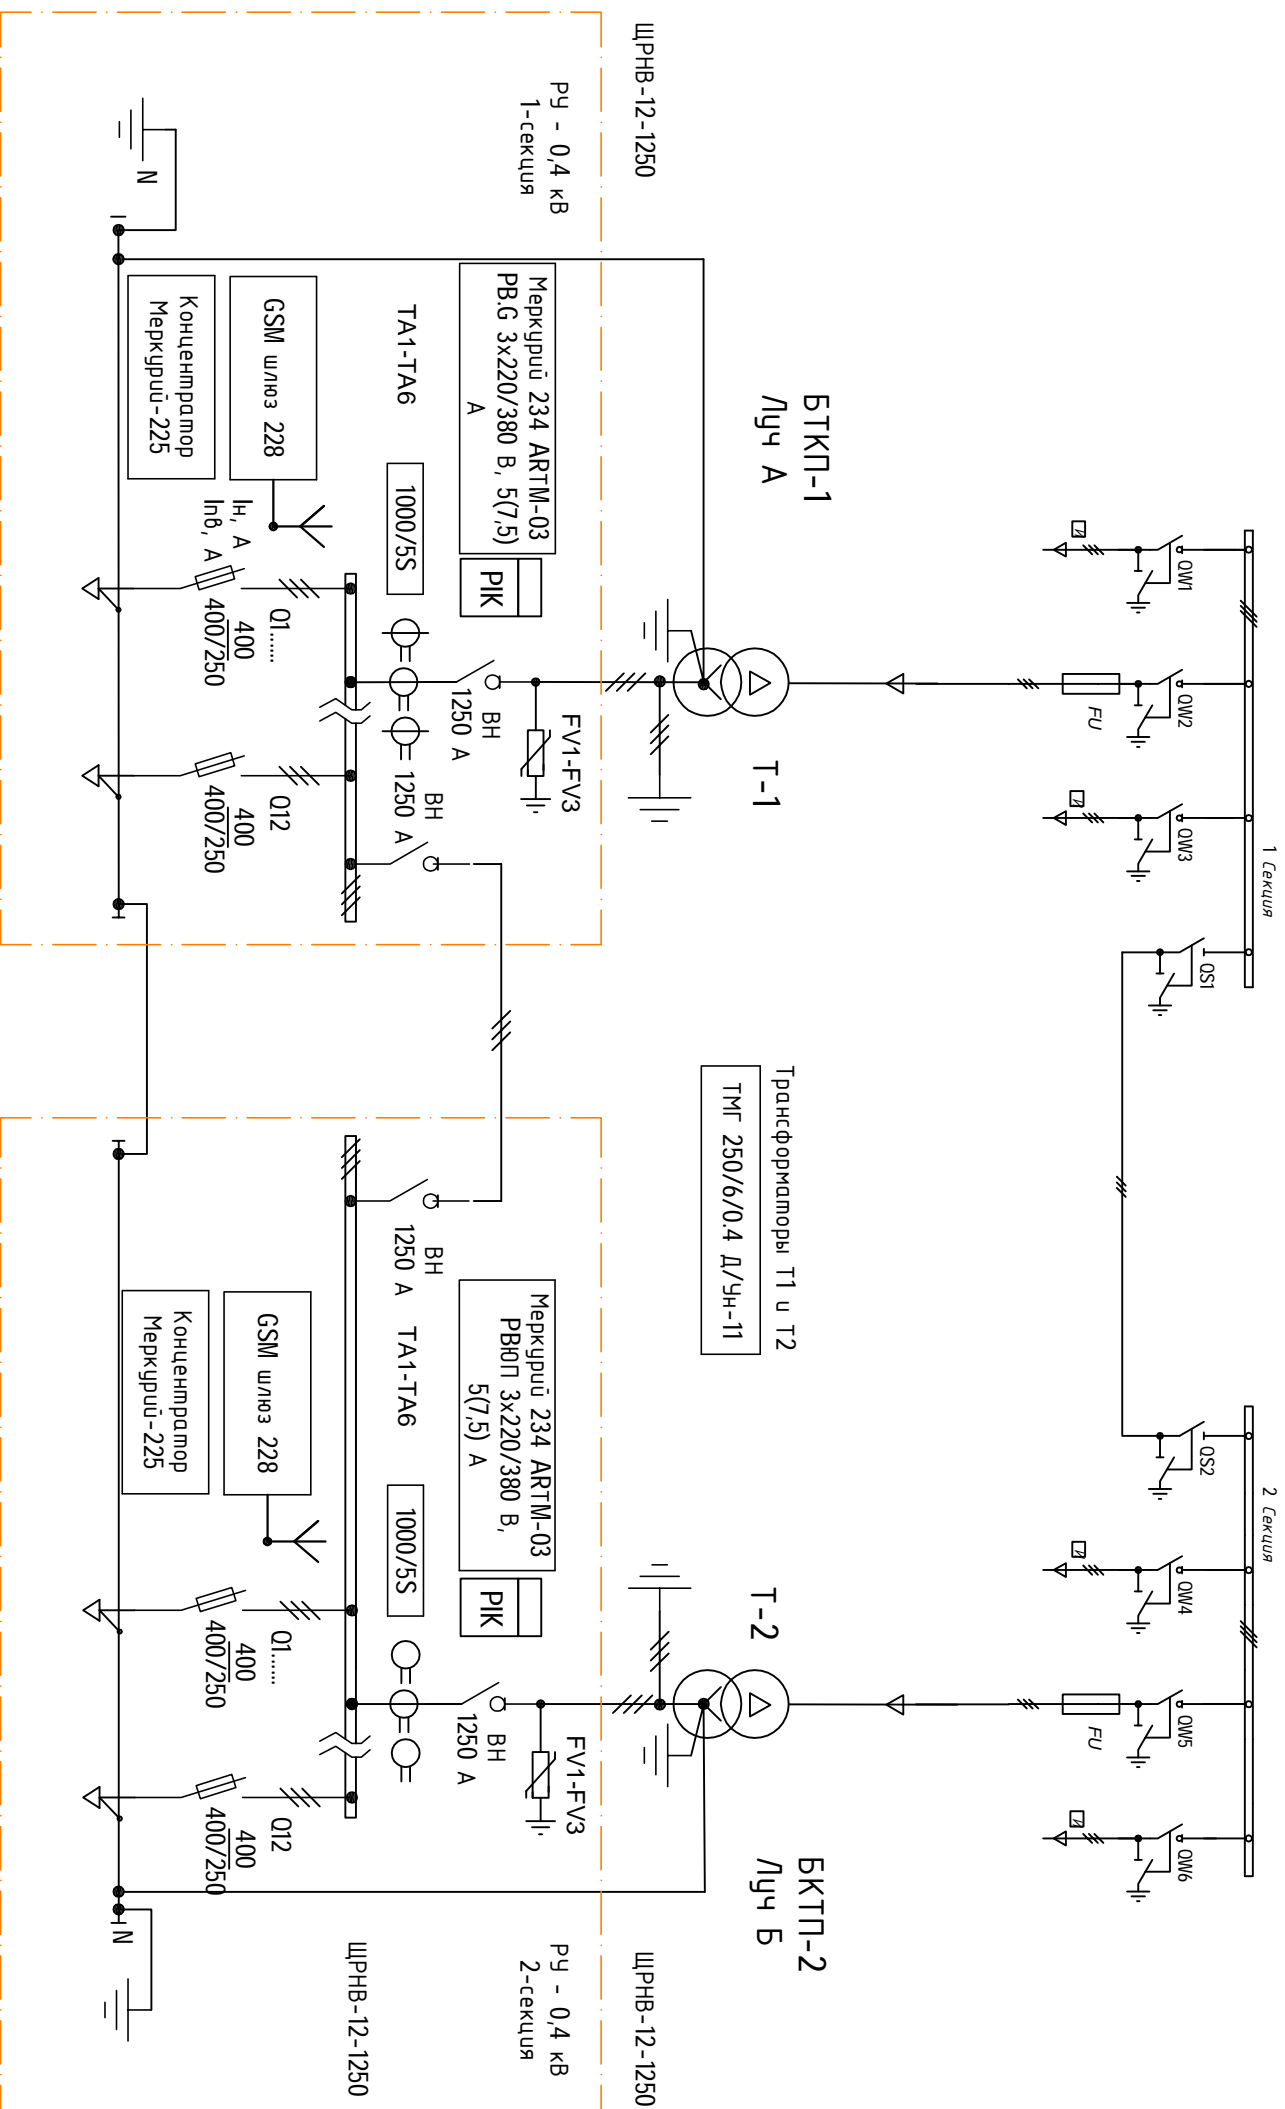 1 Секция
2 Секция
QW1
QW2
QW3
QS1
QS2
QW4
QW5
QW6
FU
FU
и
и
и
и
БТКП-1
Луч А
Т-1
Трансформаторы Т1 и Т2
ТМГ 250/6/0.4 Д/Ун-11
Т-2
БКТП-2
Луч Б
ЩРНВ-12-1250
ЩРНВ-12-1250
РУ - 0,4 кВ
1-секция
Меркурий 234 ARTM-03
PB.G 3x220/380 В, 5(7,5)
А
PIK
FV1-FV3
ВН
1250 А
ВН
1250 А
ТА1-ТА6
1000/5S
GSM шлюз 228
Концентратор
Меркурий-225
Iн, А
Iпв, А
Q1......
400
400/250
Q12
400
400/250
N
Меркурий 234 ARTM-03
РВЮП 3x220/380 В,
5(7,5) А
PIK
FV1-FV3
РУ - 0,4 кВ
2-секция
ВН
1250 А
ТА1-ТА6
1000/5S
ВН
1250 А
ЩРНВ-12-1250
GSM шлюз 228
Концентратор
Меркурий-225
Q1......
400
400/250
Q12
400
400/250
N